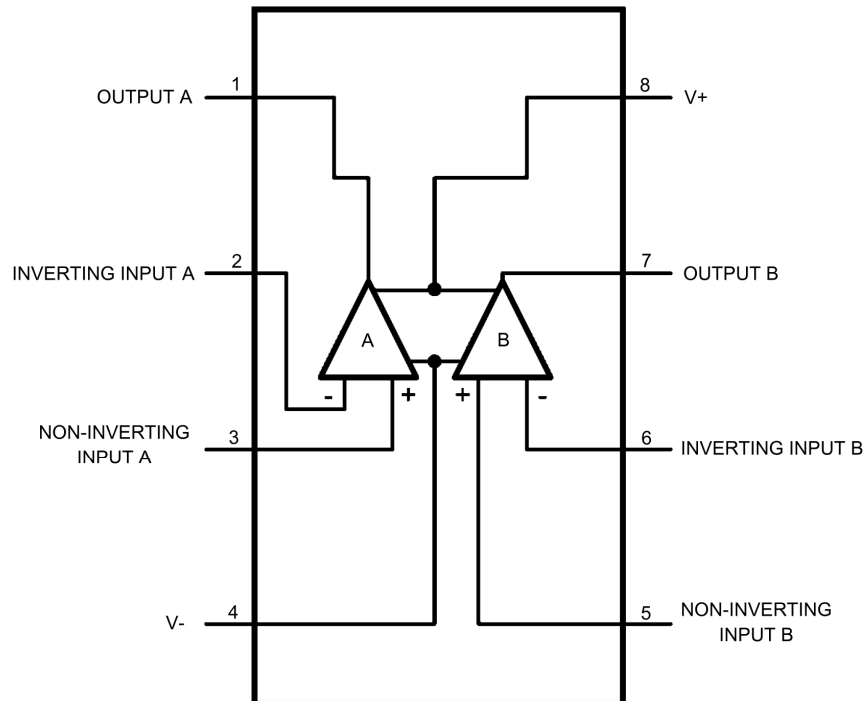 1
OUTPUT A
8
V+
2
INVERTING INPUT A
7
OUTPUT B
A
B
-
+
+
-
NON-INVERTING
INPUT A
3
6
INVERTING INPUT B
V-
4
5
NON-INVERTING
INPUT B